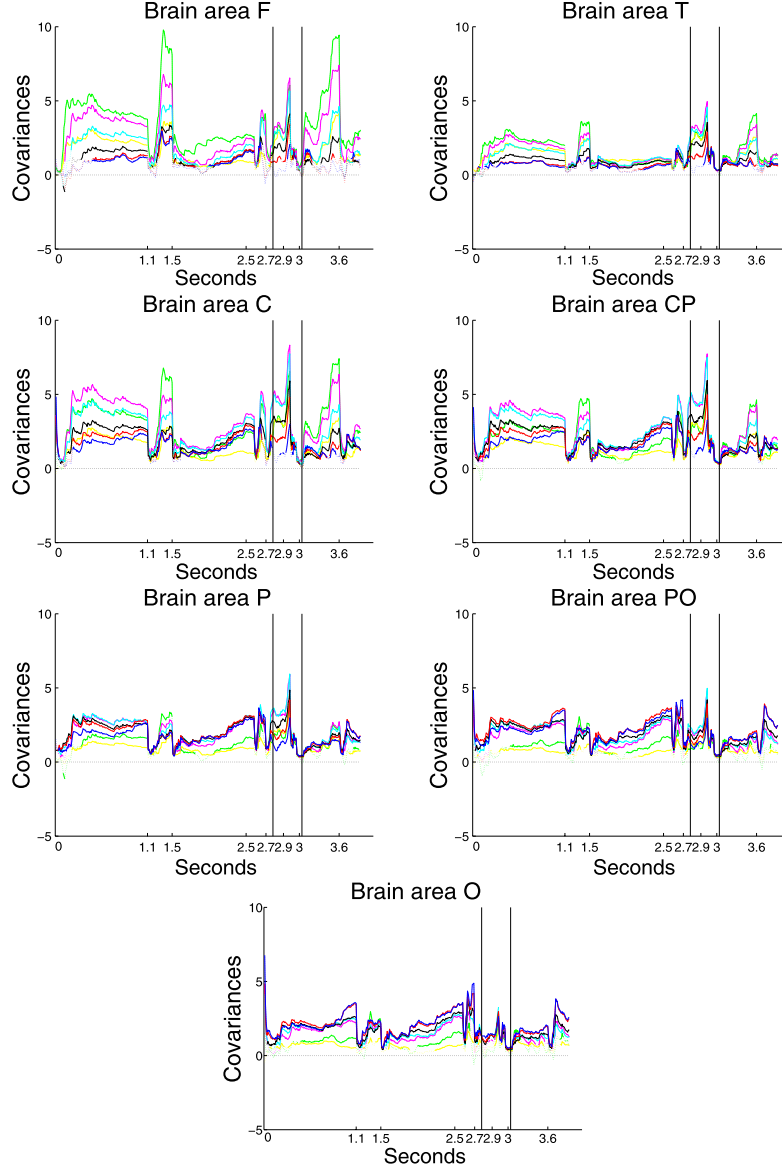 Brain area F
10
5
0
−5
Covariances
0 1.1 1.5 2.5 2.7 2.9 3 3.6
Seconds
Brain area T
10
5
0
−5
Covariances
0 1.1 1.5 2.5 2.7 2.9 3 3.6
Seconds
Brain area C
10
5
0
−5
Covariances
0 1.1 1.5 2.5 2.7 2.9 3 3.6
Seconds
Brain area CP
10
5
0
−5
Covariances
0 1.1 1.5 2.5 2.7 2.9 3 3.6
Seconds
Brain area P
10
5
0
−5
Covariances
0 1.1 1.5 2.5 2.7 2.9 3 3.6
Seconds
Brain area PO
10
5
0
−5
Covariances
0 1.1 1.5 2.5 2.7 2.9 3 3.6
Seconds
Brain area O
10
5
0
−5
Covariances
0 1.1 1.5 2.5 2.7 2.9 3 3.6
Seconds